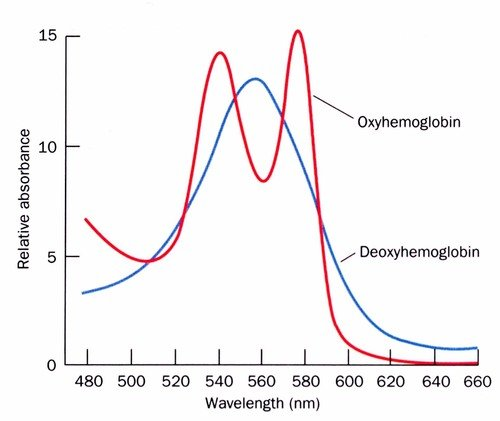 15
Oxyhemoglobin
10
Relative absorbance
Deoxyhemoglobin
5
0
480 500 520 540 560 580 600 620 640 660
Wavelength (nm)